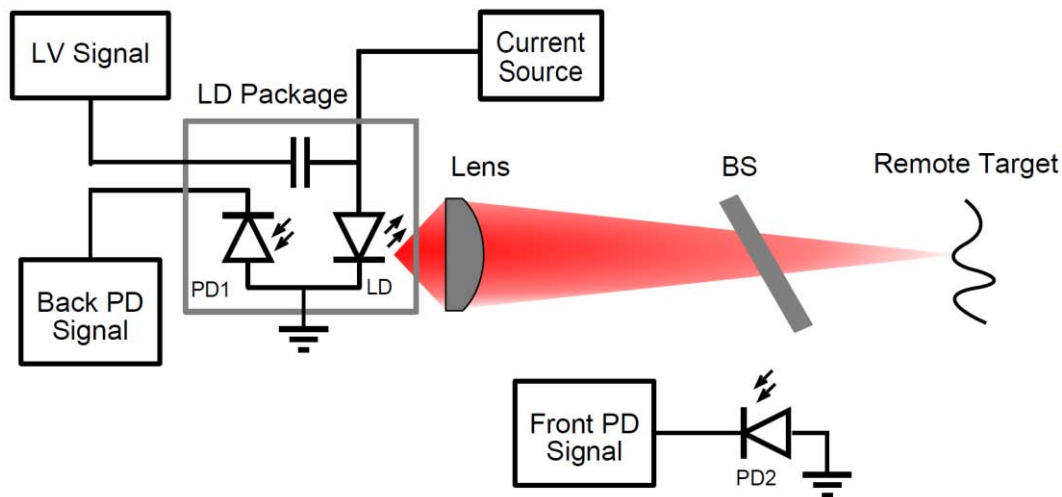 LV Signal
Current
Source
LD Package
Lens
BS
Remote Target
Back PD
Signal
PD1
LD
Front PD
Signal
PD2